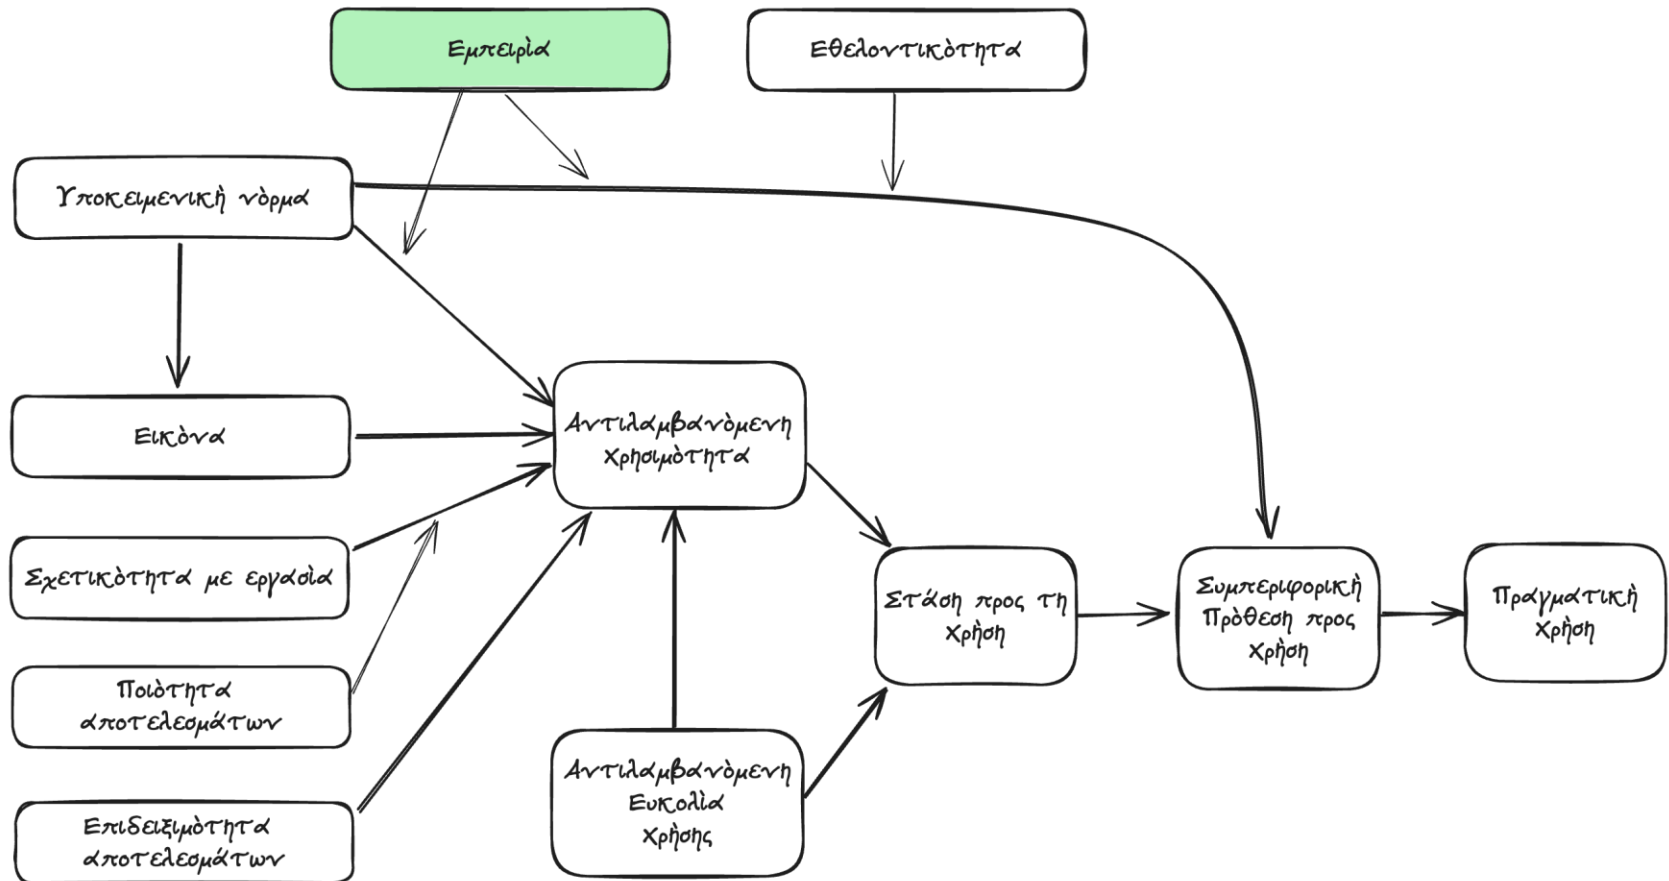 Εμπειρία
Εθελοντικότητα
Υποκειμενική νόρμα
Εικόνα
Αντιλαμβανόμενη
χρησιμότητα
Σχετικότητα με εργασία
Στάση προς τη
χρήση
Συμπεριφορική
Πρόθεση προς
χρήση
Πραγματική
χρήση
Ποιότητα
αποτελεσμάτων
Αντιλαμβανόμενη
Ευκολία
χρήσης
Επιδειξιμότητα
αποτελεσμάτων